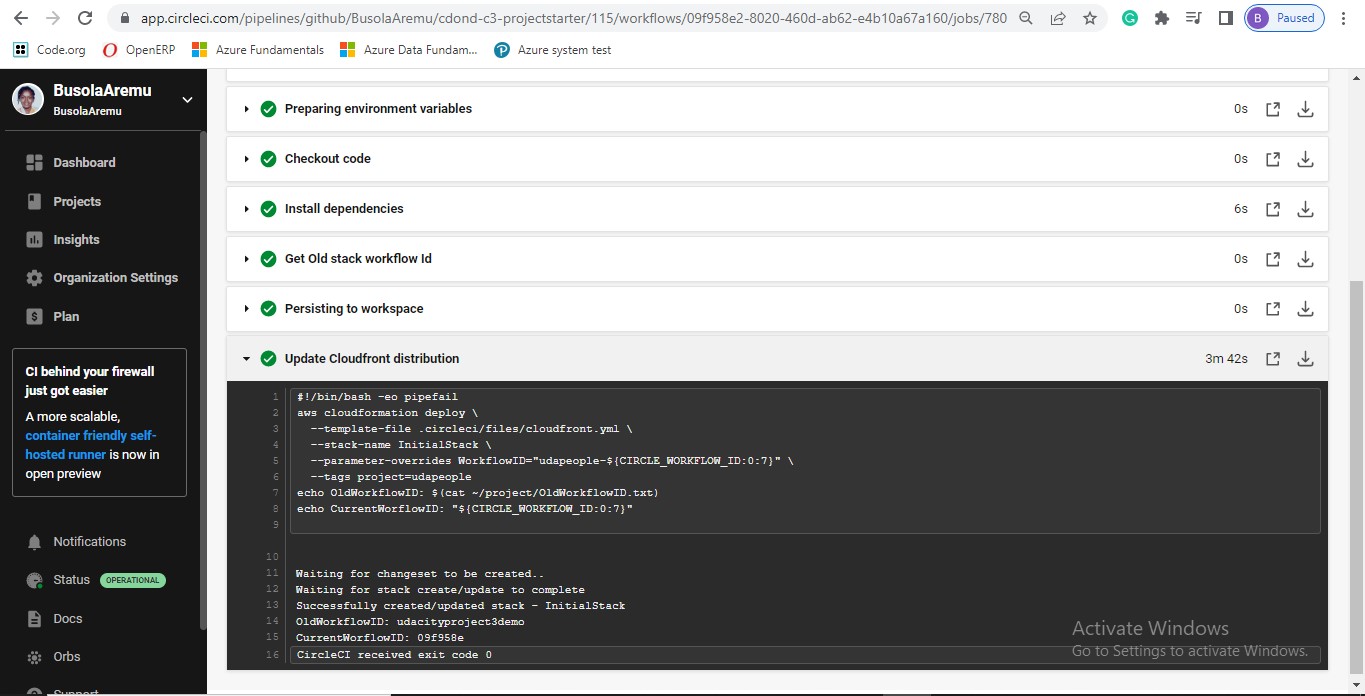 app.circleci.com/pipelines/github/BusolaAremu/cdond-c3-projectstarter/115/workflows/09f958e2-8020-460d-ab62-e4b10a67a160/jobs/780
B Paused
Code.org
OpenERP
Azure Fundamentals
Azure Data Fundam...
Azure system test
BusolaAremu
BusolaAremu
Dashboard
Projects
Insights
Organization Settings
Plan
CI behind your firewall
just got easier
A more scalable,
container friendly self-
hosted runner is now in
open preview
Notifications
Status OPERATIONAL
Docs
Orbs
Support
Preparing environment variables 0s
Checkout code 0s
Install dependencies 6s
Get Old stack workflow Id 0s
Persisting to workspace 0s
Update Cloudfront distribution 3m 42s
1 #!/bin/bash -eo pipefail
2 aws cloudformation deploy \
3 --template-file .circleci/files/cloudfront.yml \
4 --stack-name InitialStack \
5 --parameter-overrides WorkflowID="udapeople-${CIRCLE_WORKFLOW_ID:0:7}" \
6 --tags project=udapeople
7 echo OldWorkflowID: $(cat ~/project/OldWorkflowID.txt)
8 echo CurrentWorflowID: "${CIRCLE_WORKFLOW_ID:0:7}"
9
10
11 Waiting for changeset to be created..
12 Waiting for stack create/update to complete
13 Successfully created/updated stack - InitialStack
14 OldWorkflowID: udacityproject3demo
15 CurrentWorflowID: 09f958e
16 CircleCI received exit code 0
Activate Windows
Go to Settings to activate Windows.